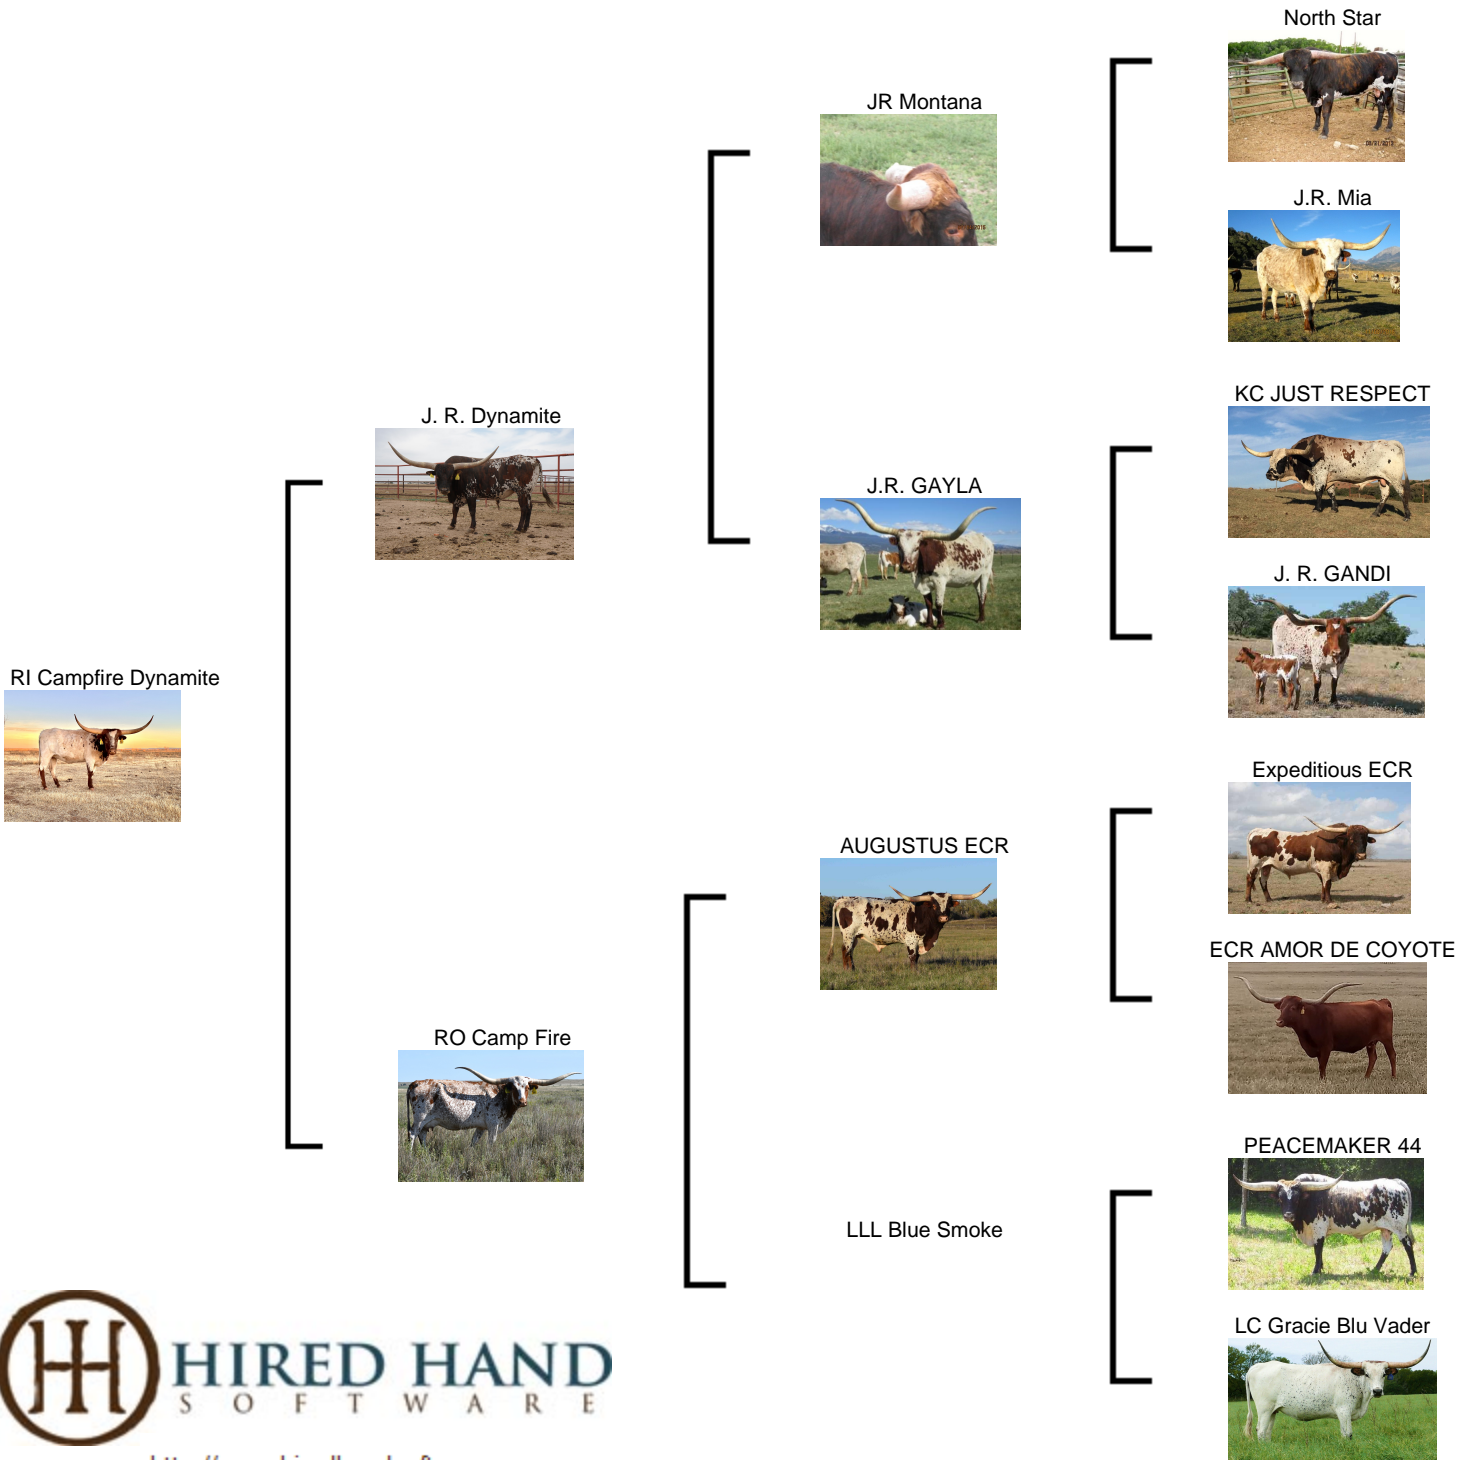 North Star
JR Montana
J.R. Mia
KC JUST RESPECT
J. R. Dynamite
J.R. GAYLA
J. R. GANDI
RI Campfire Dynamite
Expeditious ECR
AUGUSTUS ECR
ECR AMOR DE COYOTE
RO Camp Fire
PEACEMAKER 44
LLL Blue Smoke
LC Gracie Blu Vader
HIRED HAND
SOFTWARE